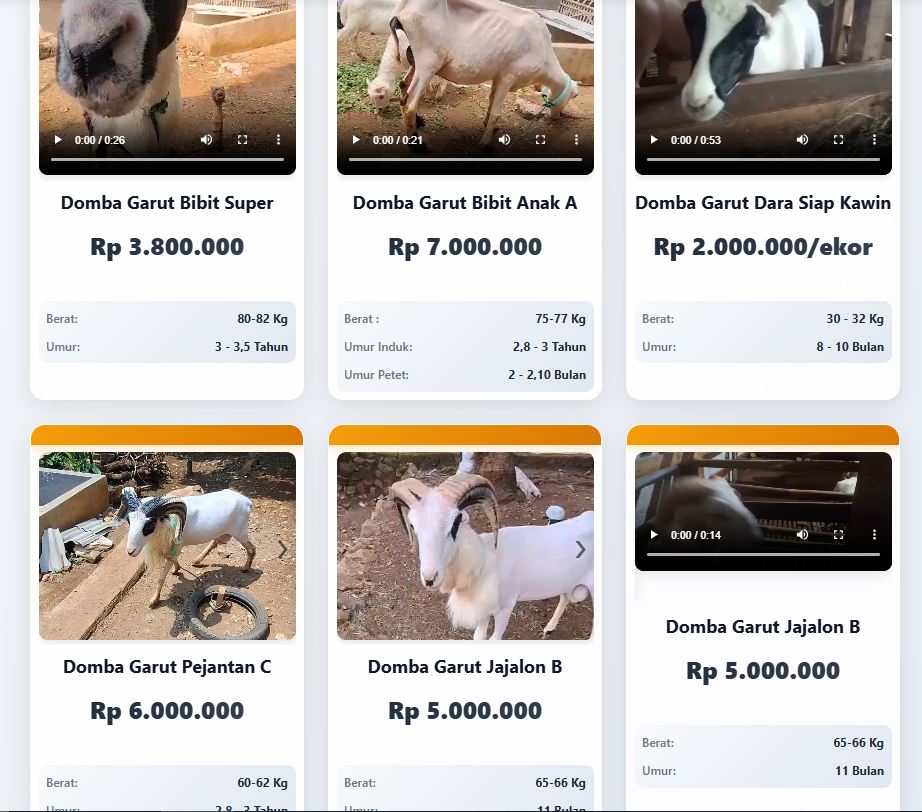 0:00 / 0:26
0:00 / 0:21
0:00 / 0:53
Domba Garut Bibit Super
Rp 3.800.000
Berat: 80-82 Kg
Umur: 3 - 3,5 Tahun
Domba Garut Bibit Anak A
Rp 7.000.000
Berat : 75-77 Kg
Umur Induk: 2,8 - 3 Tahun
Umur Petet: 2 - 2,10 Bulan
Domba Garut Dara Siap Kawin
Rp 2.000.000/ekor
Berat: 30 - 32 Kg
Umur: 8 - 10 Bulan
Domba Garut Pejantan C
Rp 6.000.000
Berat: 60-62 Kg
Umur: 2,8 - 3 Tahun
Domba Garut Jajalon B
Rp 5.000.000
Berat: 65-66 Kg
Umur: 11 Bulan
0:00 / 0:14
Domba Garut Jajalon B
Rp 5.000.000
Berat: 65-66 Kg
Umur: 11 Bulan